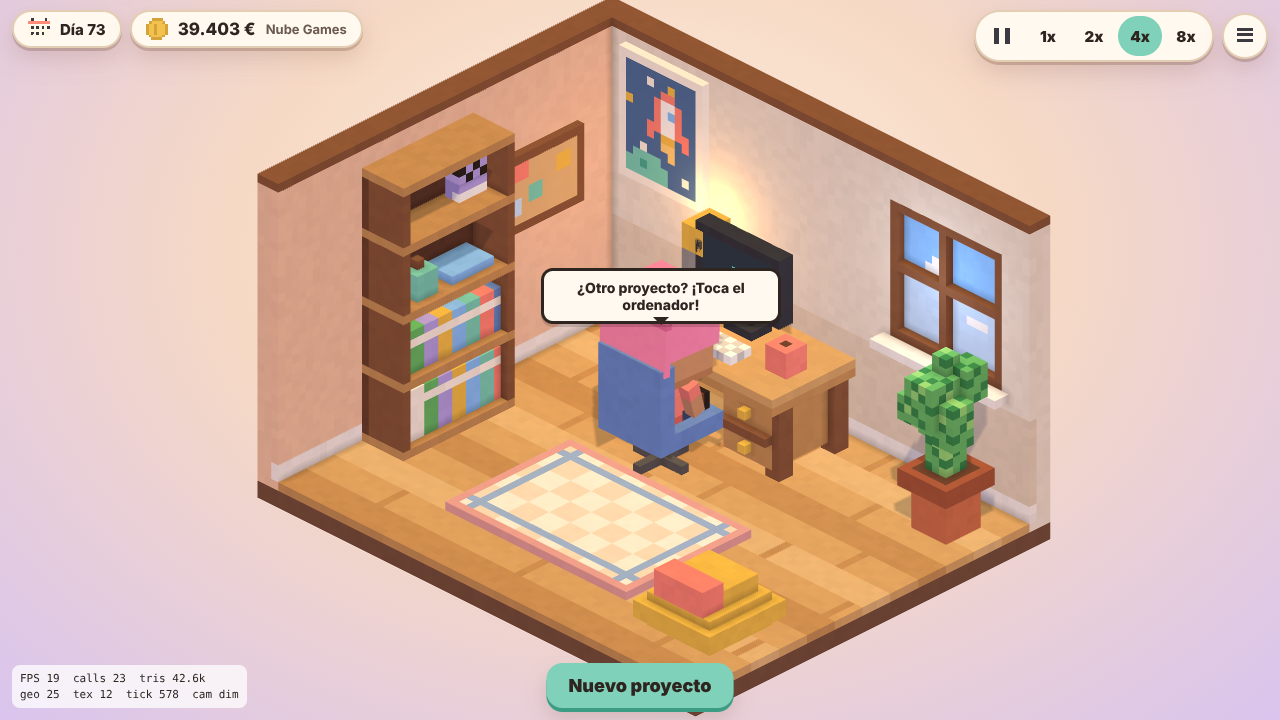 Día 73
39.403 € Nube Games
1x 2x 4x 8x
¿Otro proyecto? ¡Toca el
ordenador!
Nuevo proyecto
FPS 19 calls 23 tris 42.6k
geo 25 tex 12 tick 578 cam dim